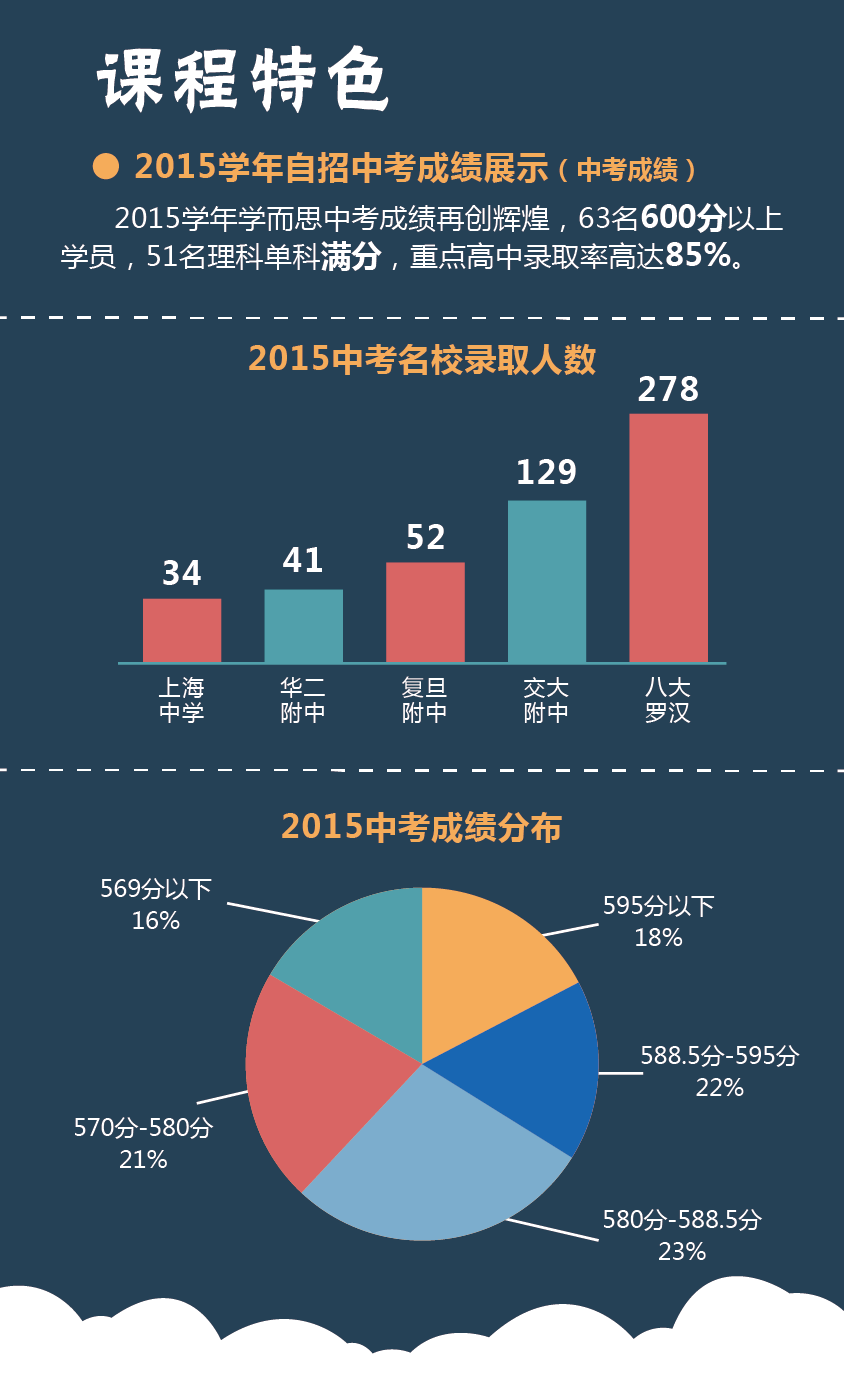 课程特色
2015学年自招中考成绩展示（中考成绩）
2015学年学而思中考成绩再创辉煌，63名600分以上
学员，51名理科单科满分，重点高中录取率高达85%。
2015中考名校录取人数
278
129
52
41
34
上海
中学
华二
附中
复旦
附中
交大
附中
八大
罗汉
2015中考成绩分布
569分以下
16%
595分以下
18%
588.5分-595分
22%
570分-580分
21%
580分-588.5分
23%